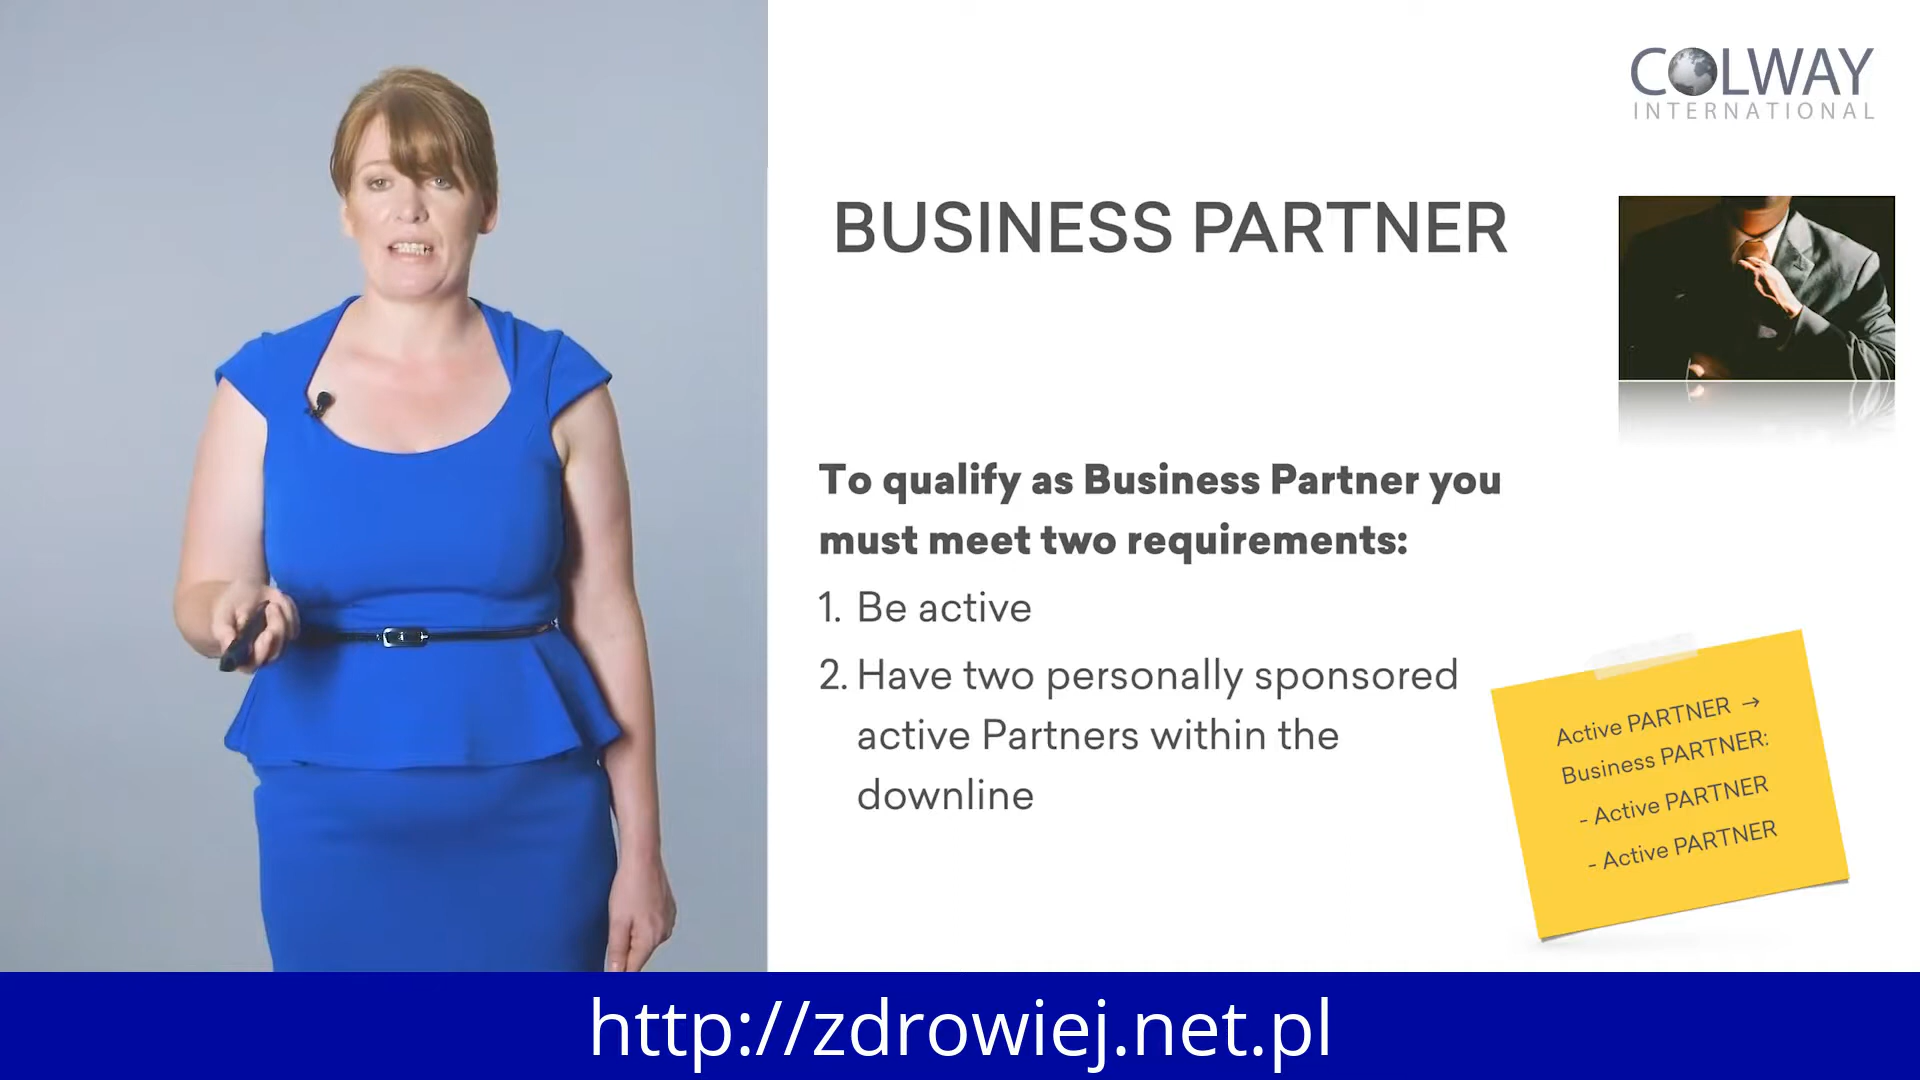 COLWAY
INTERNATIONAL
BUSINESS PARTNER
To qualify as Business Partner you
must meet two requirements:
1. Be active
2. Have two personally sponsored
active Partners within the
downline
Active PARTNER →
Business PARTNER:
- Active PARTNER
- Active PARTNER
http://zdrowiej.net.pl